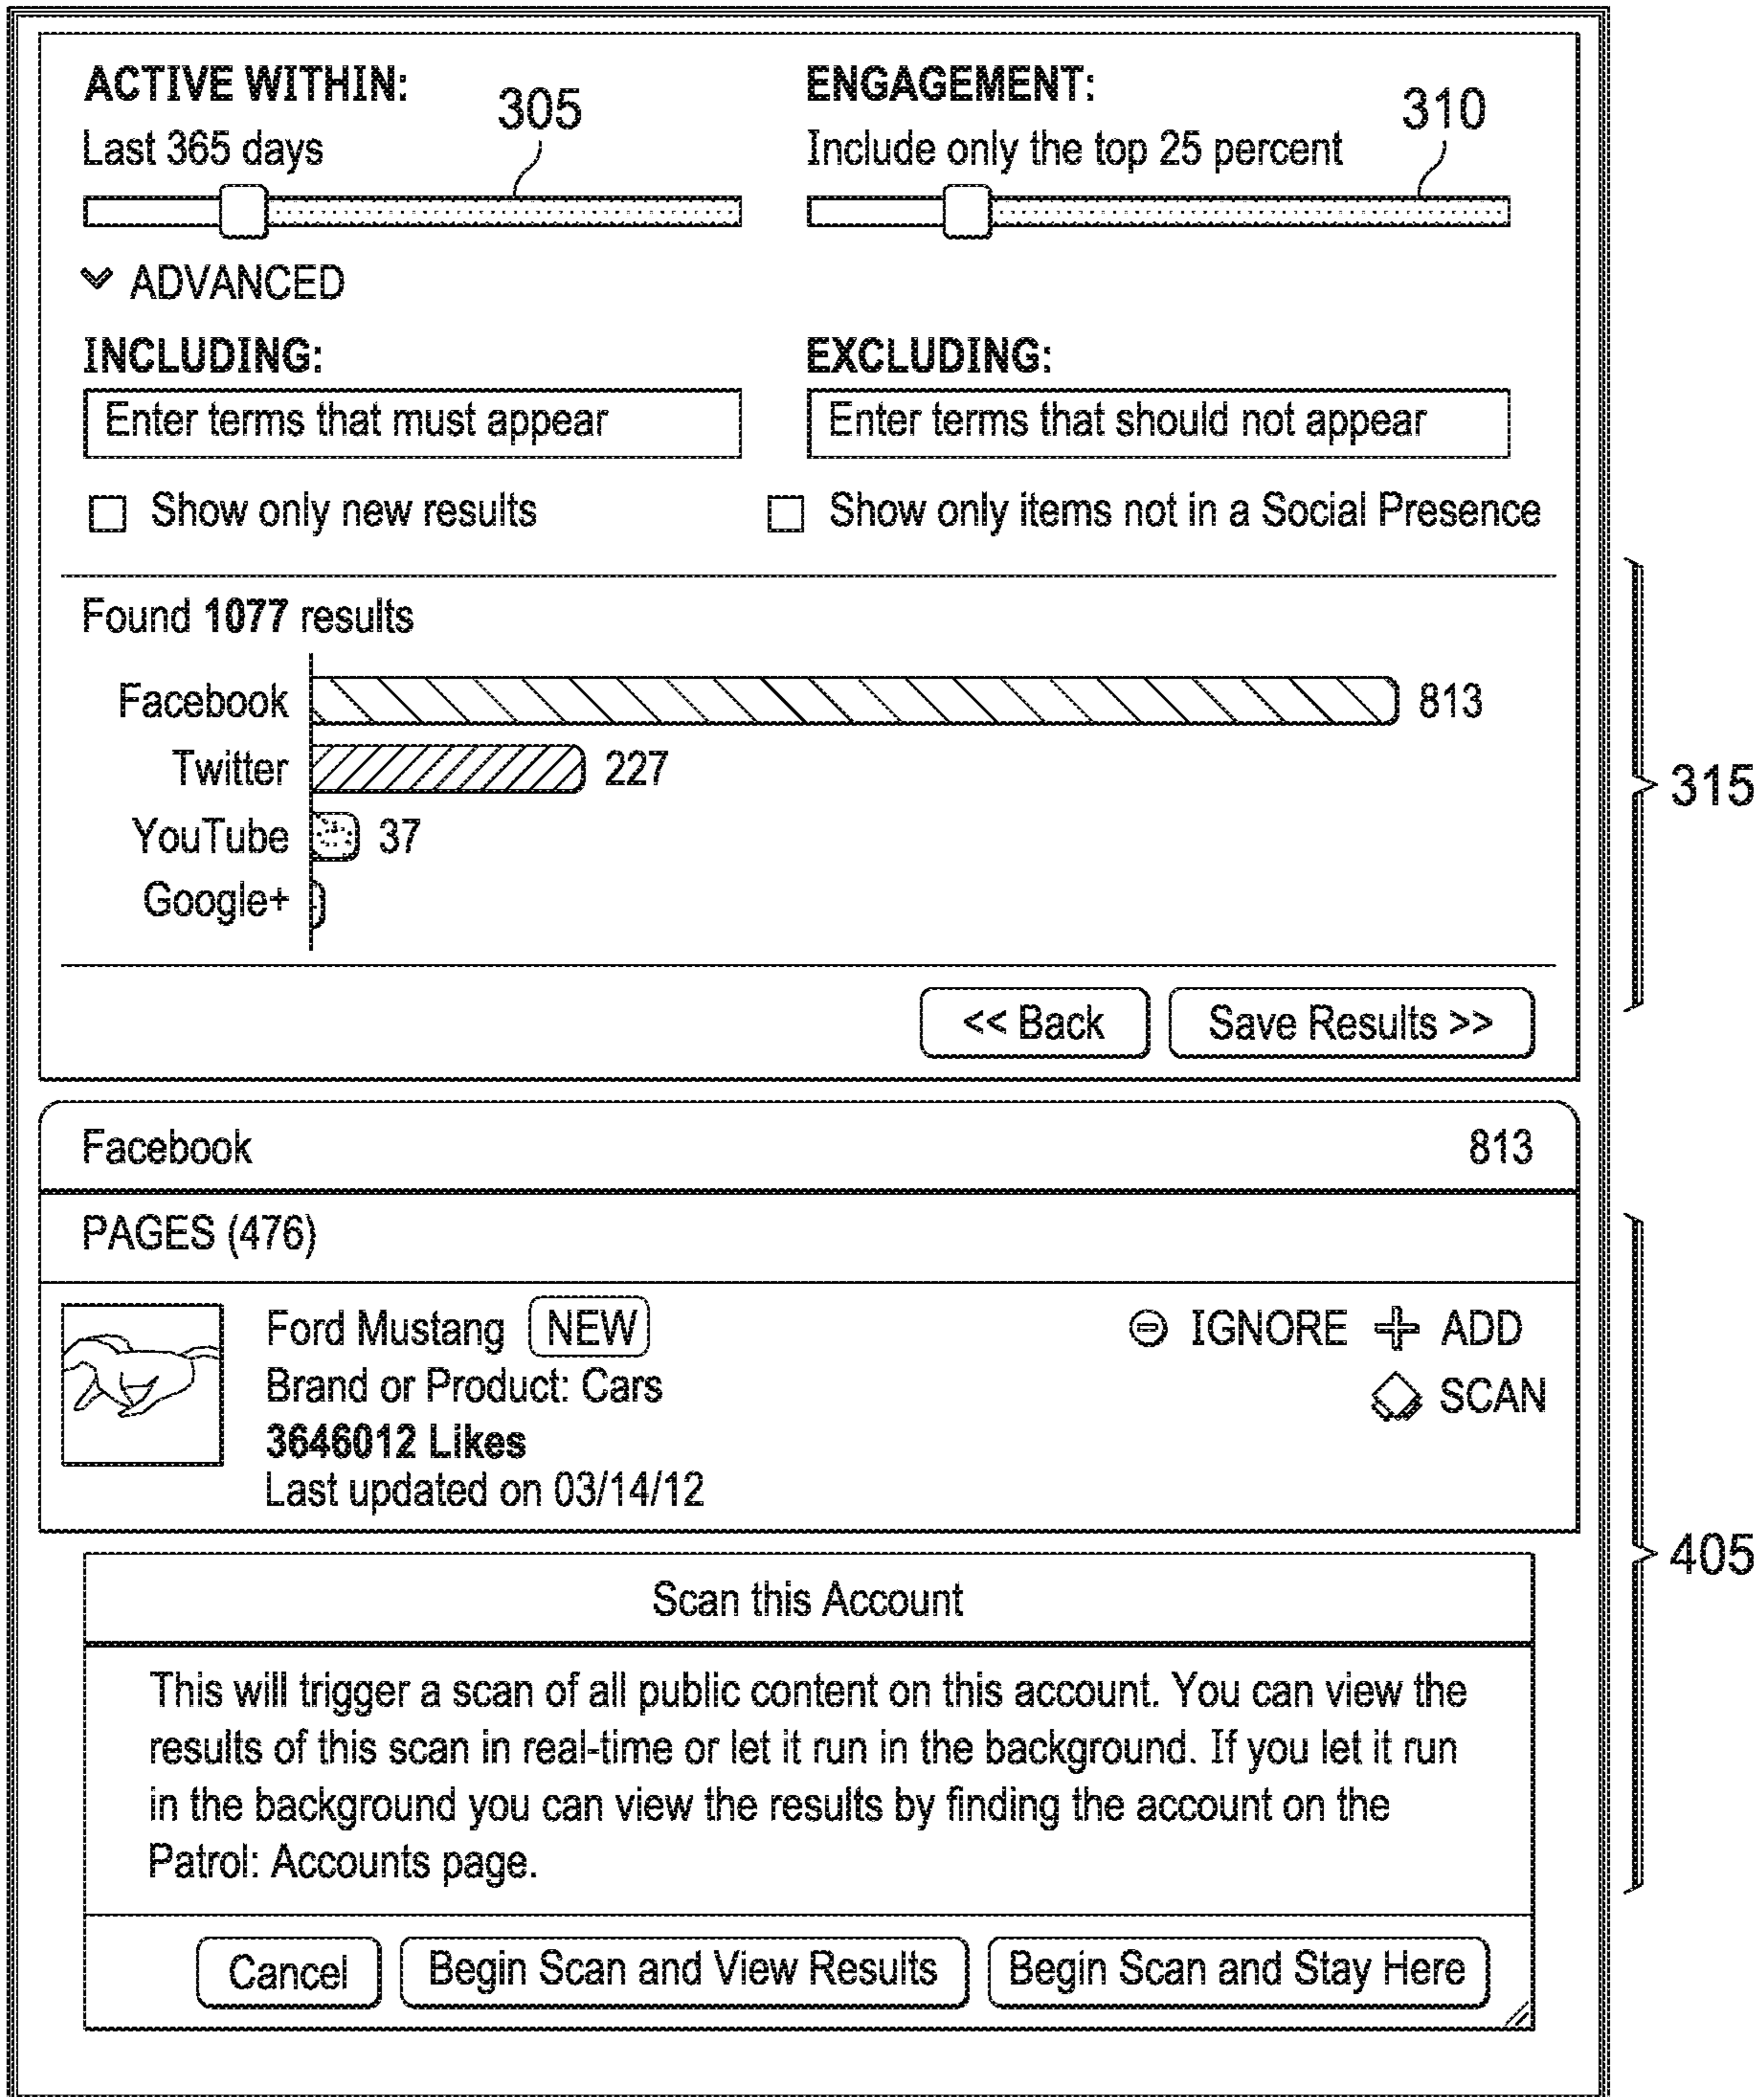 ACTIVE WITHIN:
305
Last 365 days
ENGAGEMENT:
310
Include only the top 25 percent
ADVANCED
INCLUDING:
Enter terms that must appear
EXCLUDING:
Enter terms that should not appear
Show only new results
Show only items not in a Social Presence
Found 1077 results
Facebook 813
Twitter 227
YouTube 37
Google+
315
<< Back
Save Results >>
Facebook 813
PAGES (476)
Ford Mustang NEW
IGNORE ADD
Brand or Product: Cars
SCAN
3646012 Likes
Last updated on 03/14/12
405
Scan this Account
This will trigger a scan of all public content on this account. You can view the
results of this scan in real-time or let it run in the background. If you let it run
in the background you can view the results by finding the account on the
Patrol: Accounts page.
Cancel
Begin Scan and View Results
Begin Scan and Stay Here